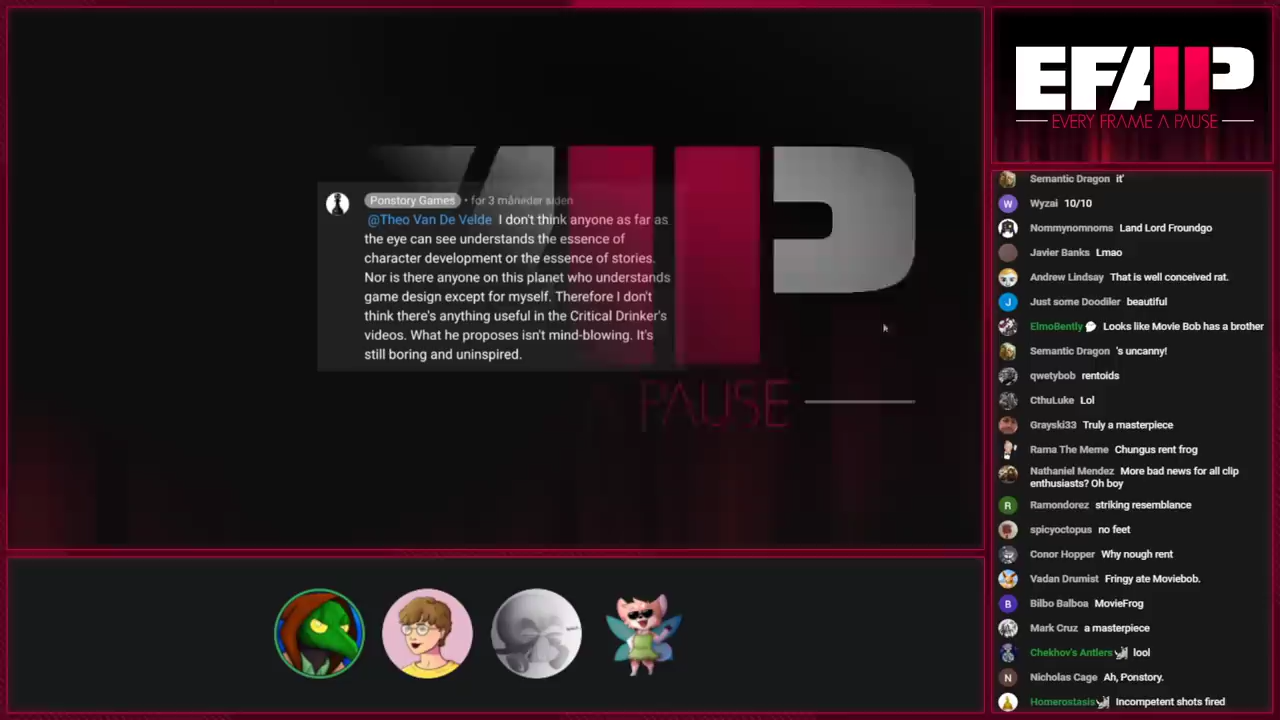 Ponstory Games • for 3 måneder siden
@Theo Van De Velde I don't think anyone as far as
the eye can see understands the essence of
character development or the essence of stories.
Nor is there anyone on this planet who understands
game design except for myself. Therefore I don't
think there's anything useful in the Critical Drinker's
videos. What he proposes isn't mind-blowing. It's
still boring and uninspired.
P
PAUSE
EFAP
EVERY FRAME A PAUSE
Semantic Dragon it'
W Wyzai 10/10
Nommynomnoms Land Lord Froundgo
Javier Banks Lmao
Andrew Lindsay That is well conceived rat.
J Just some Doodiler beautiful
ElmoBently Looks like Movie Bob has a brother
Semantic Dragon 's uncanny!
qwetybob rentoids
CthuLuke Lol
Grayski33 Truly a masterpiece
Rama The Meme Chungus rent frog
Nathaniel Mendez More bad news for all clip
enthusiasts? Oh boy
R Ramondorez striking resemblance
spicyoctopus no feet
Conor Hopper Why nough rent
Vadan Drumist Fringy ate Moviebob.
B Bilbo Balboa MovieFrog
Mark Cruz a masterpiece
Chekhov's Antlers lool
N Nicholas Cage Ah, Ponstory.
Homerostasis Incompetent shots fired